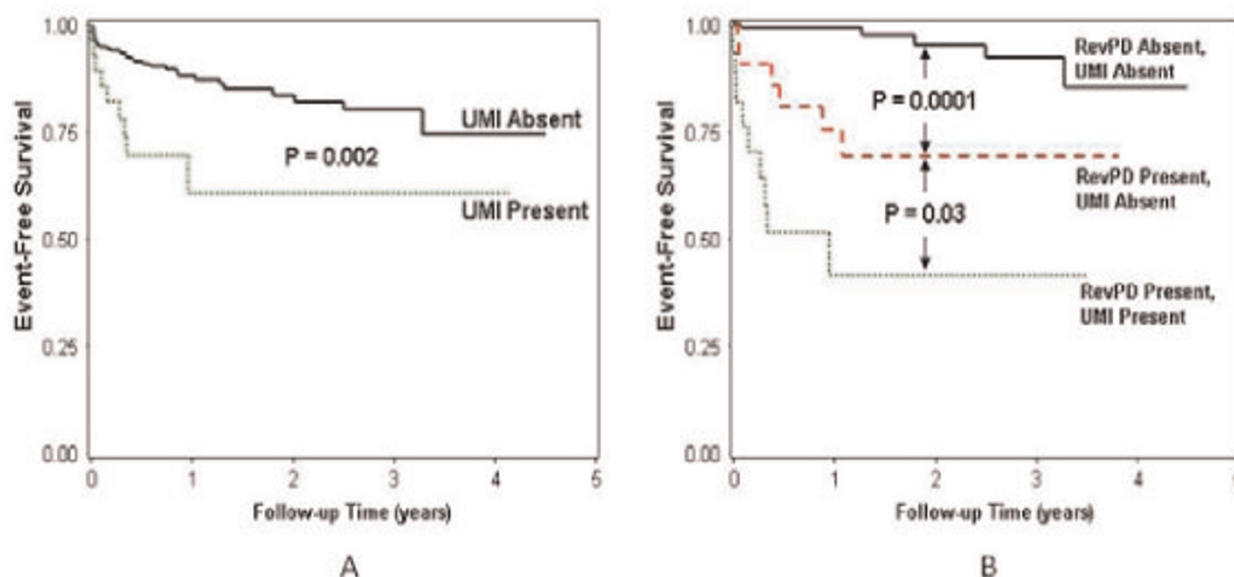 1.00
0.75
0.50
0.25
0.00
Event-Free Survival
UMI Absent
P = 0.002
UMI Present
0 1 2 3 4 5
Follow-up Time (years)
A
1.00
0.75
0.50
0.25
0.00
Event-Free Survival
RevPD Absent,
UMI Absent
P = 0.0001
RevPD Present,
UMI Absent
P = 0.03
RevPD Present,
UMI Present
0 1 2 3 4
Follow-up Time (years)
B